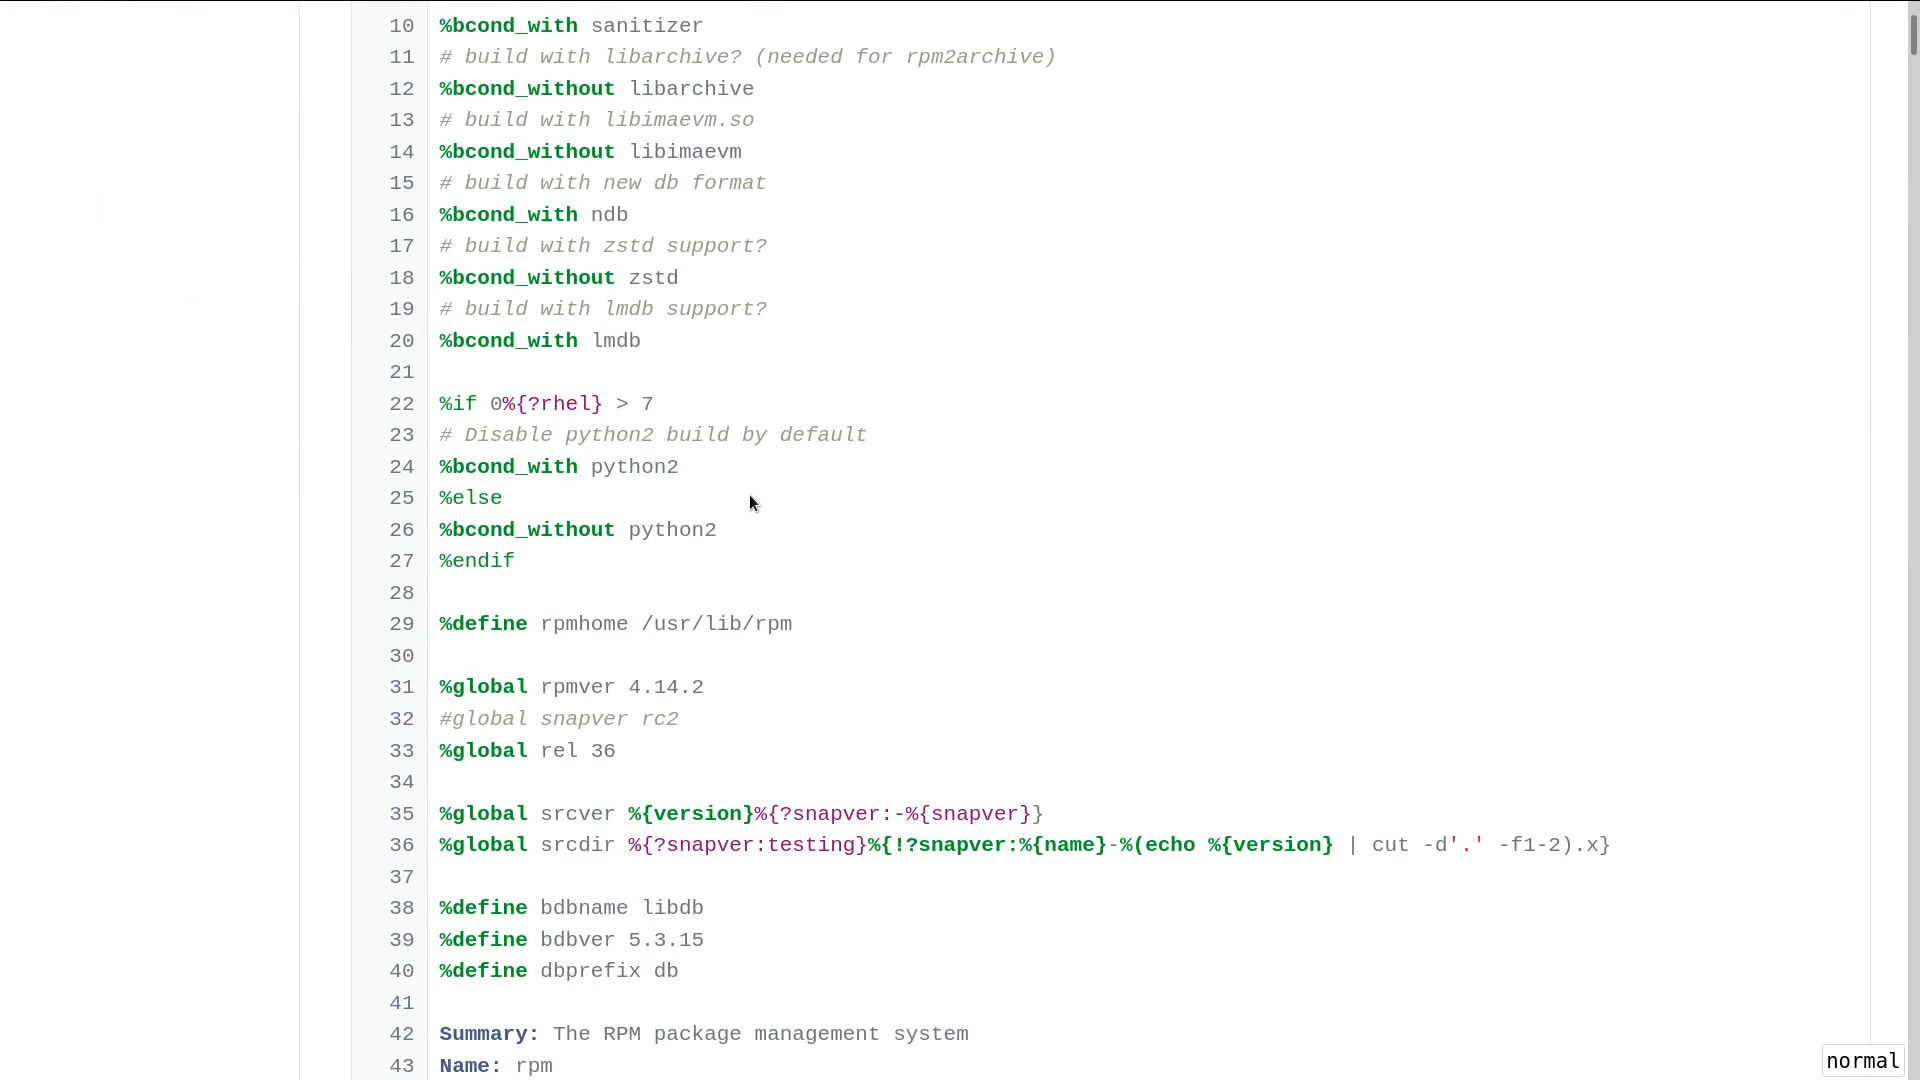 10 %bcond_with sanitizer
11 # build with libarchive? (needed for rpm2archive)
12 %bcond_without libarchive
13 # build with libimaevm.so
14 %bcond_without libimaevm
15 # build with new db format
16 %bcond_with ndb
17 # build with zstd support?
18 %bcond_without zstd
19 # build with lmdb support?
20 %bcond_with lmdb
21
22 %if 0%{?rhel} > 7
23 # Disable python2 build by default
24 %bcond_with python2
25 %else
26 %bcond_without python2
27 %endif
28
29 %define rpmhome /usr/lib/rpm
30
31 %global rpmver 4.14.2
32 #global snapver rc2
33 %global rel 36
34
35 %global srcver %{version}%{?snapver:-%{snapver}}
36 %global srcdir %{?snapver:testing}%{!?snapver:%{name}-%(echo %{version} | cut -d'.' -f1-2).x}
37
38 %define bdbname libdb
39 %define bdbver 5.3.15
40 %define dbprefix db
41
42 Summary: The RPM package management system
43 Name: rpm
normal